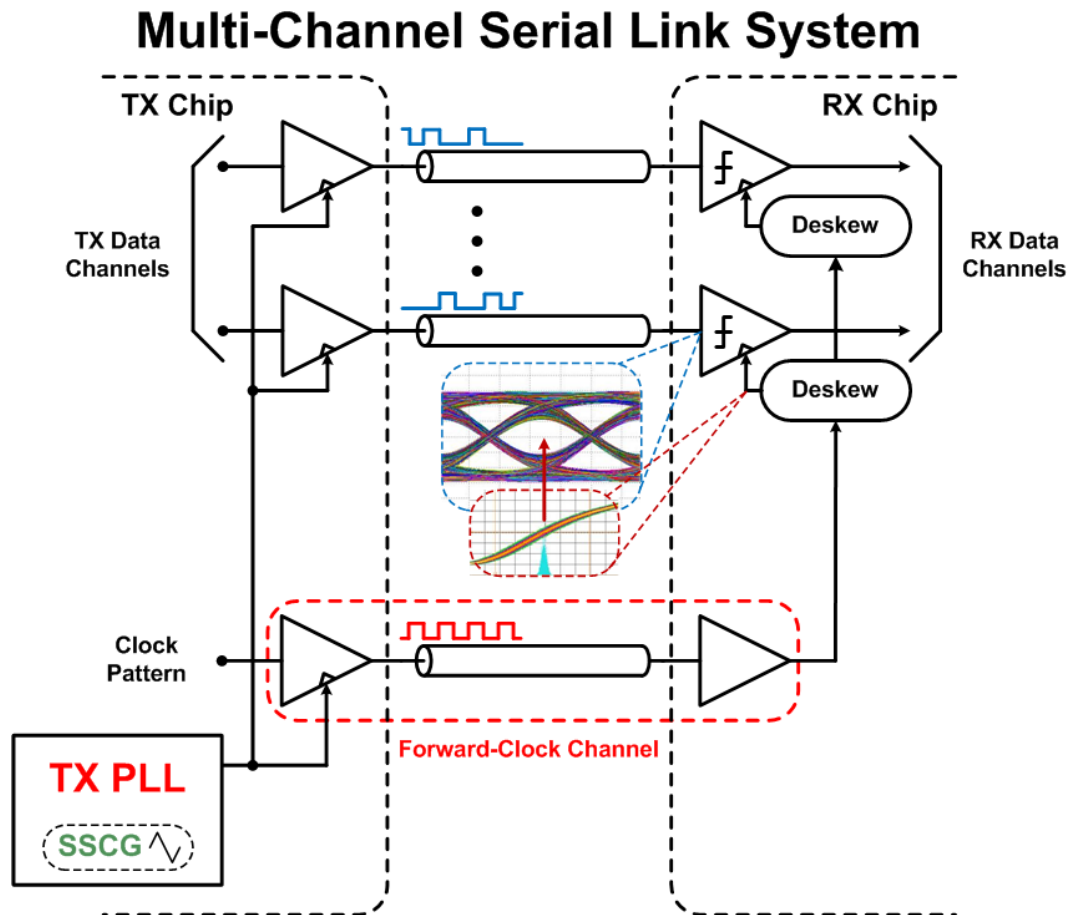 Multi-Channel Serial Link System
TX Chip
RX Chip
Deskew
TX Data
Channels
RX Data
Channels
Deskew
Clock
Pattern
Forward-Clock Channel
TX PLL
SSCG